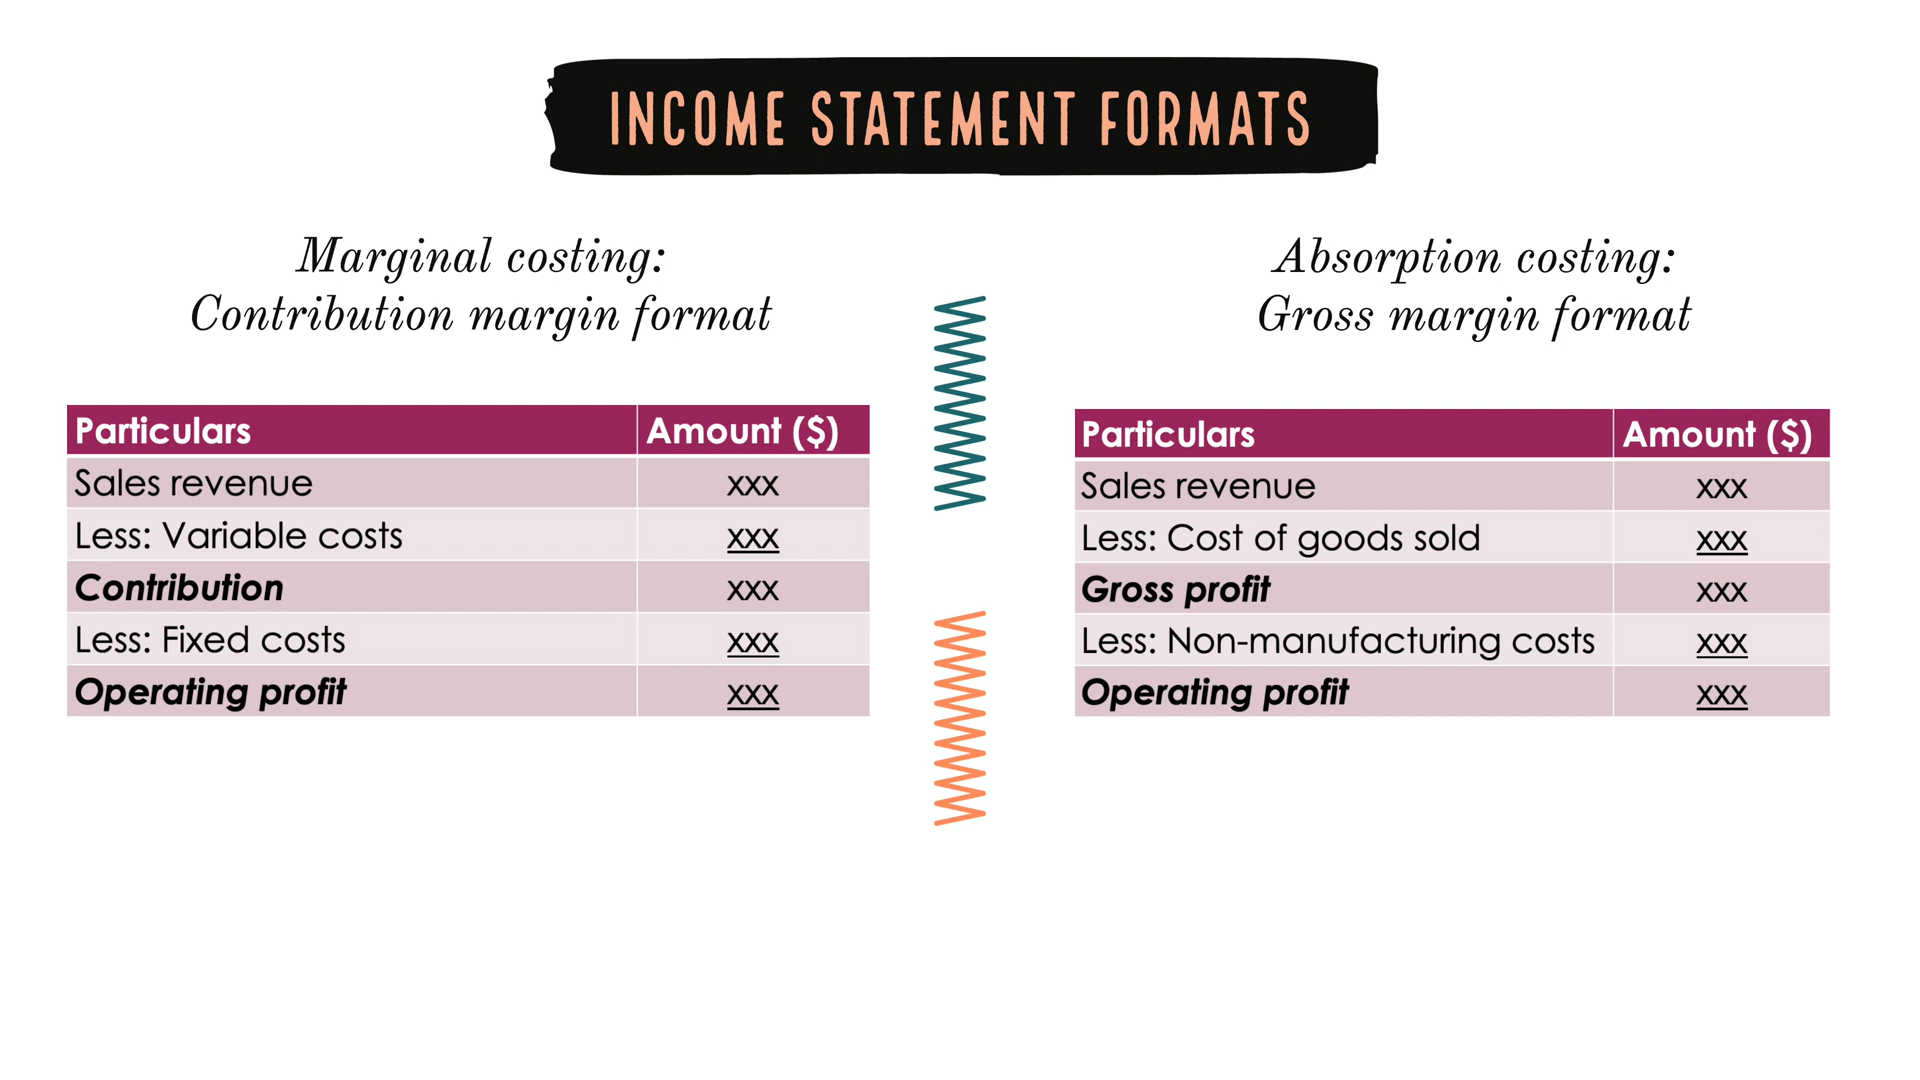 INCOME STATEMENT FORMATS
Marginal costing:
Contribution margin format
Particulars Amount ($)
Sales revenue xxx
Less: Variable costs xxx
Contribution xxx
Less: Fixed costs xxx
Operating profit xxx
Absorption costing:
Gross margin format
Particulars Amount ($)
Sales revenue xxx
Less: Cost of goods sold xxx
Gross profit xxx
Less: Non-manufacturing costs xxx
Operating profit xxx